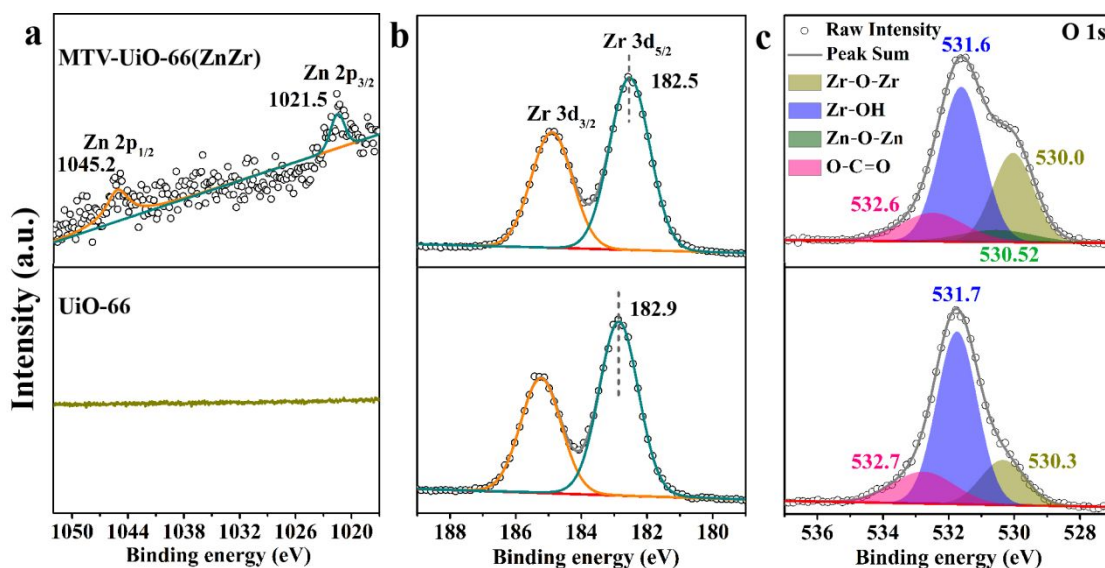 a
MTV-UiO-66(ZnZr)
Zn 2p3/2
1021.5
Zn 2p1/2
1045.2
UiO-66
1050 1044 1038 1032 1026 1020
Binding energy (eV)
Intensity (a.u.)
b
Zr 3d5/2
182.5
Zr 3d3/2
182.9
188 186 184 182 180
Binding energy (eV)
c
Raw Intensity
Peak Sum
Zr-O-Zr
Zr-OH
Zn-O-Zn
O-C=O
O 1s
531.6
530.0
532.6
530.52
531.7
532.7
530.3
536 534 532 530 528
Binding energy (eV)